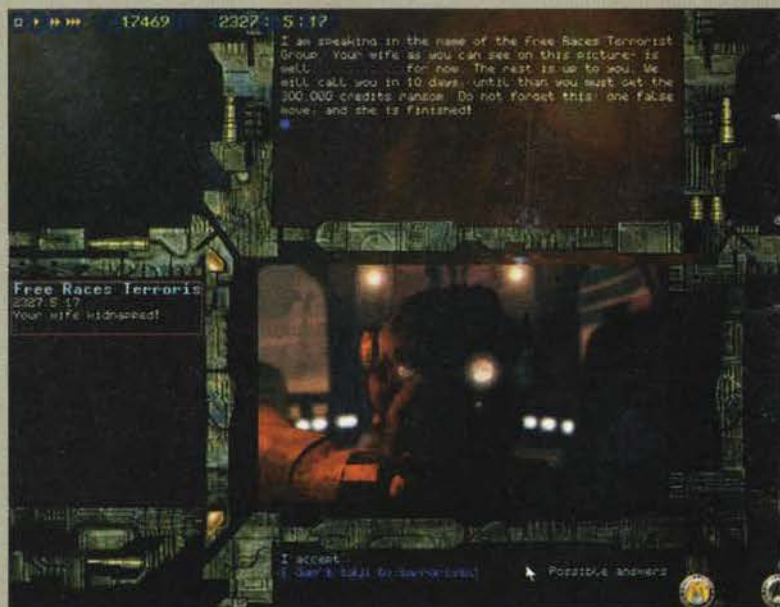 17469 2327: 5:17
I am speaking in the name of the Free Races Terrorist
Group. Your wife as you can see on this picture- is
well for now. The rest is up to you. We
will call you in 10 days, until than you must get the
300,000 credits ransom. Do not forget this: one false
move, and she is finished!
Free Races Terroris
2327:5:17
Your wife kidnapped!
I accept
I don't talk to terrorists!
Possible answers